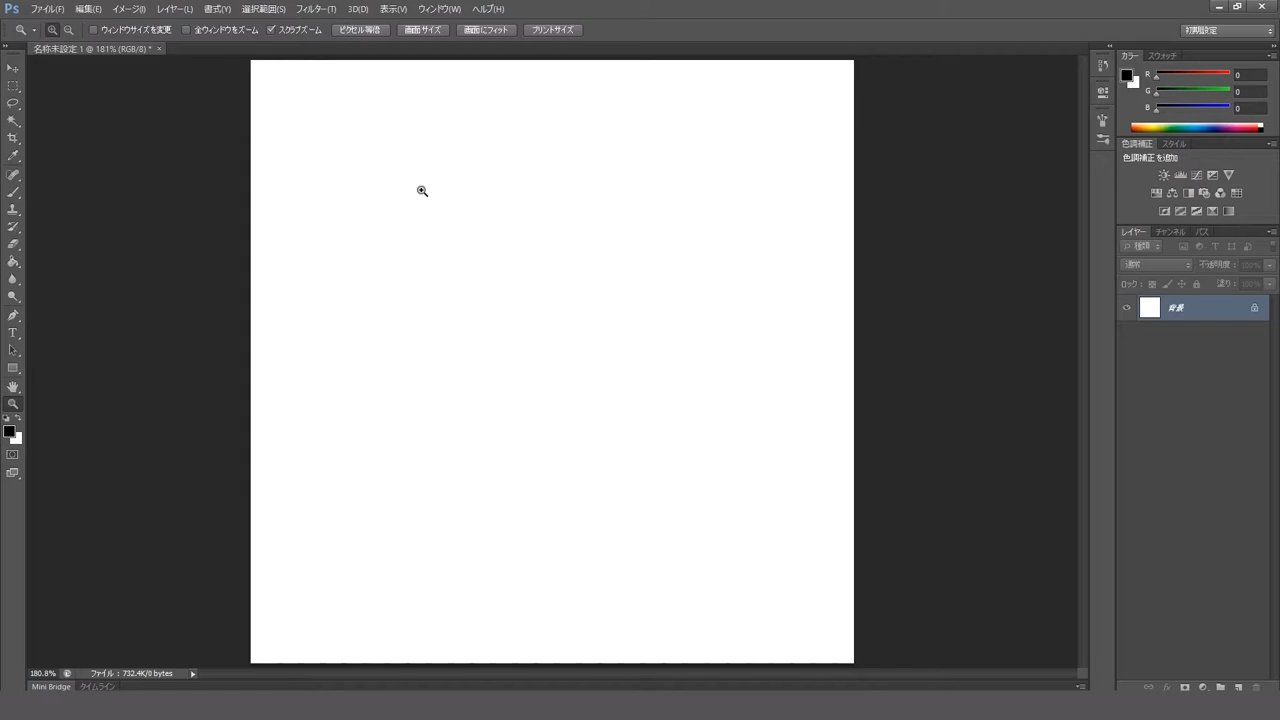 Ps ファイル(F) 編集(E) イメージ(I) レイヤー(L) 書式(Y) 選択範囲(S) フィルター(T) 3D(D) 表示(V) ウィンドウ(W) ヘルプ(H)
ウィンドウサイズを変更 全ウィンドウをズーム スクラブズーム ピクセル等倍 画面サイズ 画面にフィット プリントサイズ 初期設定
名称未設定 1 @ 181% (RGB/8) * ×
カラー スウォッチ
R 0
G 0
B 0
色調補正 スタイル
色調補正を追加
レイヤー チャンネル パス
種類
通常 不透明度: 100%
ロック: 塗り: 100%
背景
180.8% ファイル : 732.4K/0 bytes
Mini Bridge タイムライン